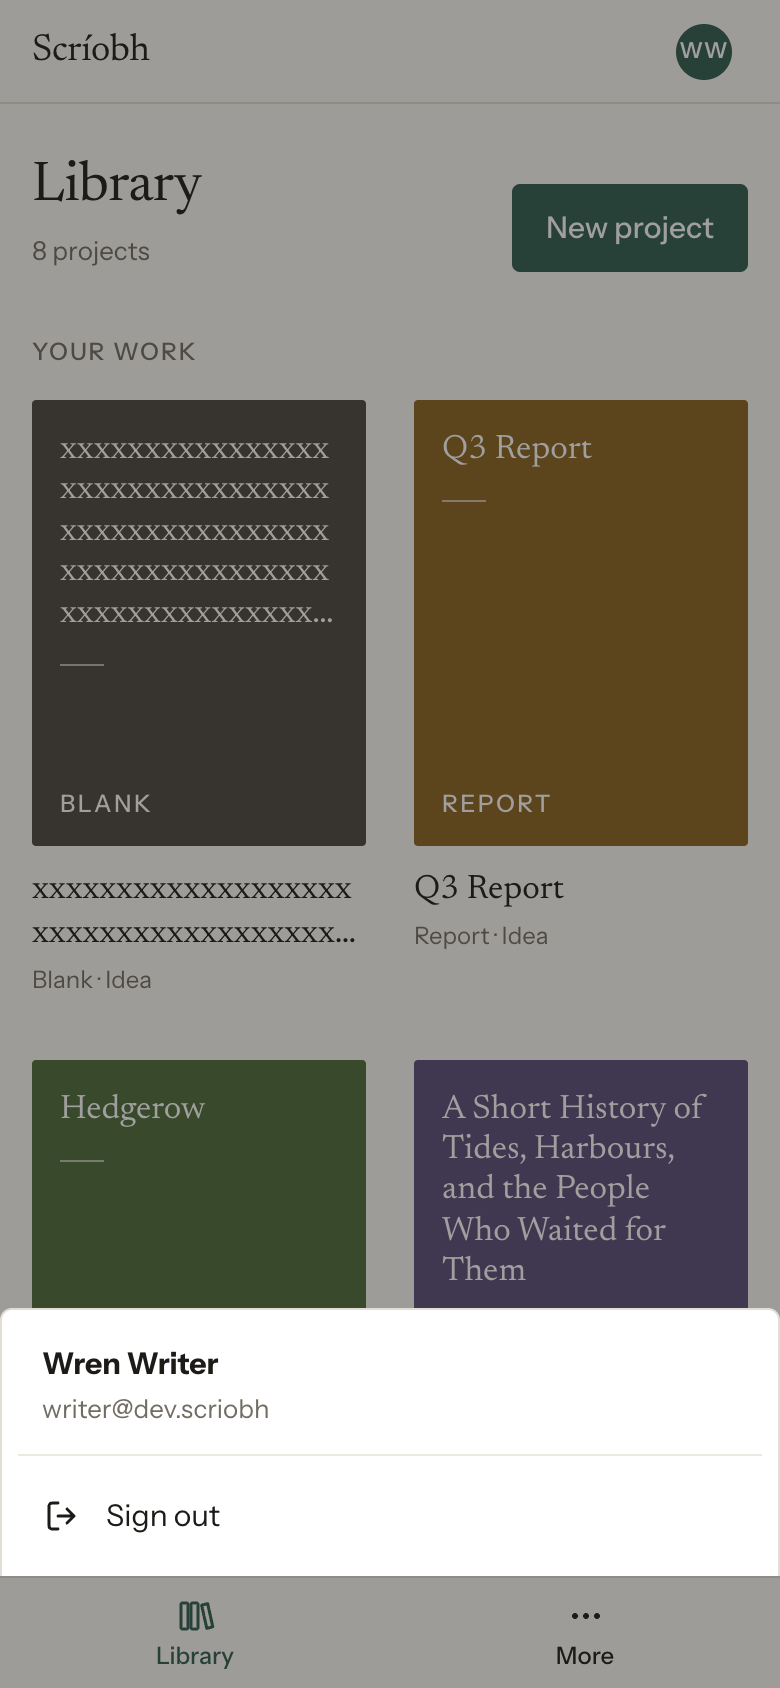 Scríobh
WW
Library
8 projects
New project
YOUR WORK
xxxxxxxxxxxxxxxx
xxxxxxxxxxxxxxxx
xxxxxxxxxxxxxxxx
xxxxxxxxxxxxxxxx
xxxxxxxxxxxxxxx...
BLANK
xxxxxxxxxxxxxxxxxxx
xxxxxxxxxxxxxxxxxx...
Blank · Idea
Q3 Report
REPORT
Q3 Report
Report · Idea
Hedgerow
A Short History of
Tides, Harbours,
and the People
Who Waited for
Them
Wren Writer
writer@dev.scriobh
Sign out
Library
More